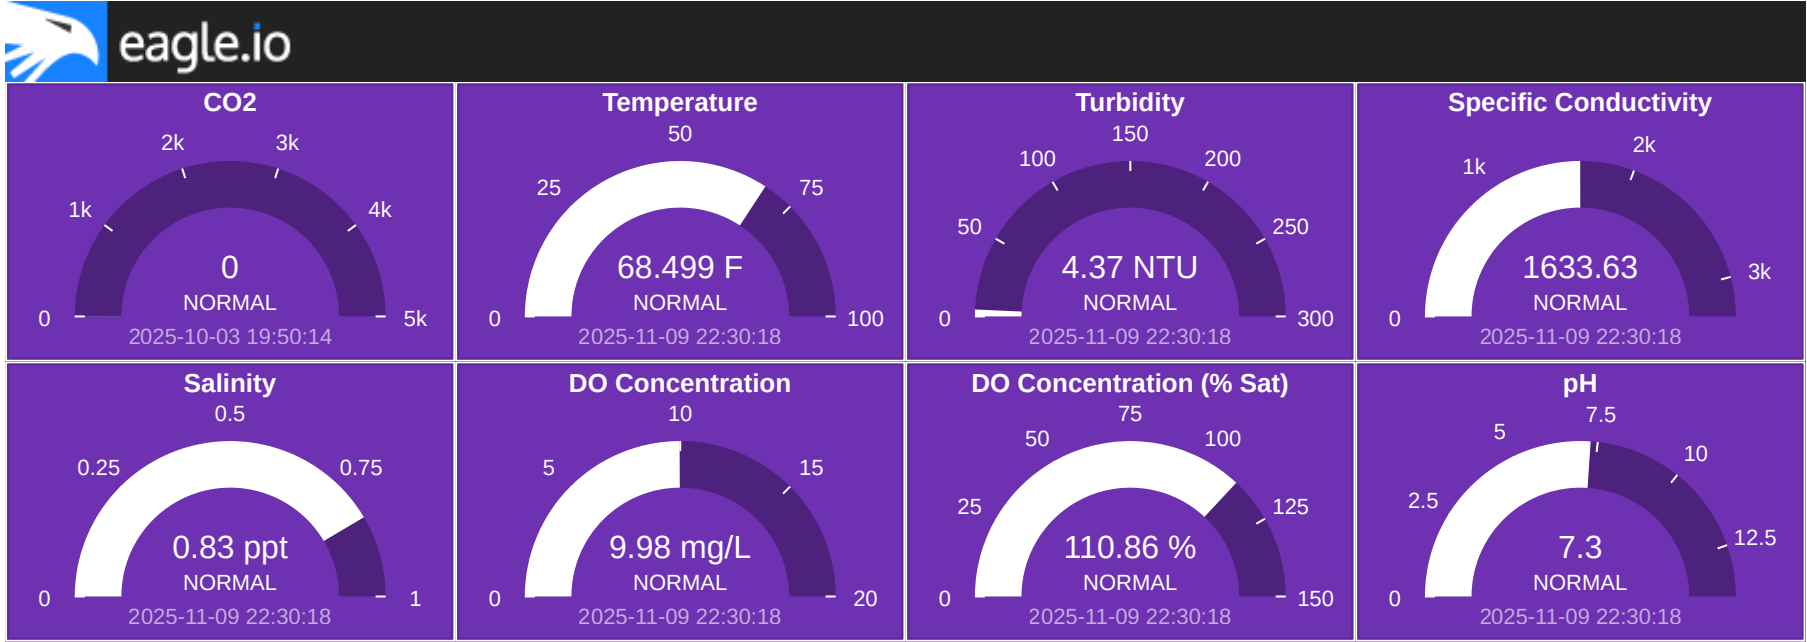 eagle.io
CO2
2k 3k
1k 4k
0 5k
0
NORMAL
2025-10-03 19:50:14
Temperature
50
25 75
0 100
68.499 F
NORMAL
2025-11-09 22:30:18
Turbidity
150
100 200
50 250
0 300
4.37 NTU
NORMAL
2025-11-09 22:30:18
Specific Conductivity
1k 2k
3k
0
1633.63
NORMAL
2025-11-09 22:30:18
Salinity
0.5
0.25 0.75
0 1
0.83 ppt
NORMAL
2025-11-09 22:30:18
DO Concentration
10
5 15
0 20
9.98 mg/L
NORMAL
2025-11-09 22:30:18
DO Concentration (% Sat)
75
50 100
25 125
0 150
110.86 %
NORMAL
2025-11-09 22:30:18
pH
7.5
5 10
2.5 12.5
0
7.3
NORMAL
2025-11-09 22:30:18